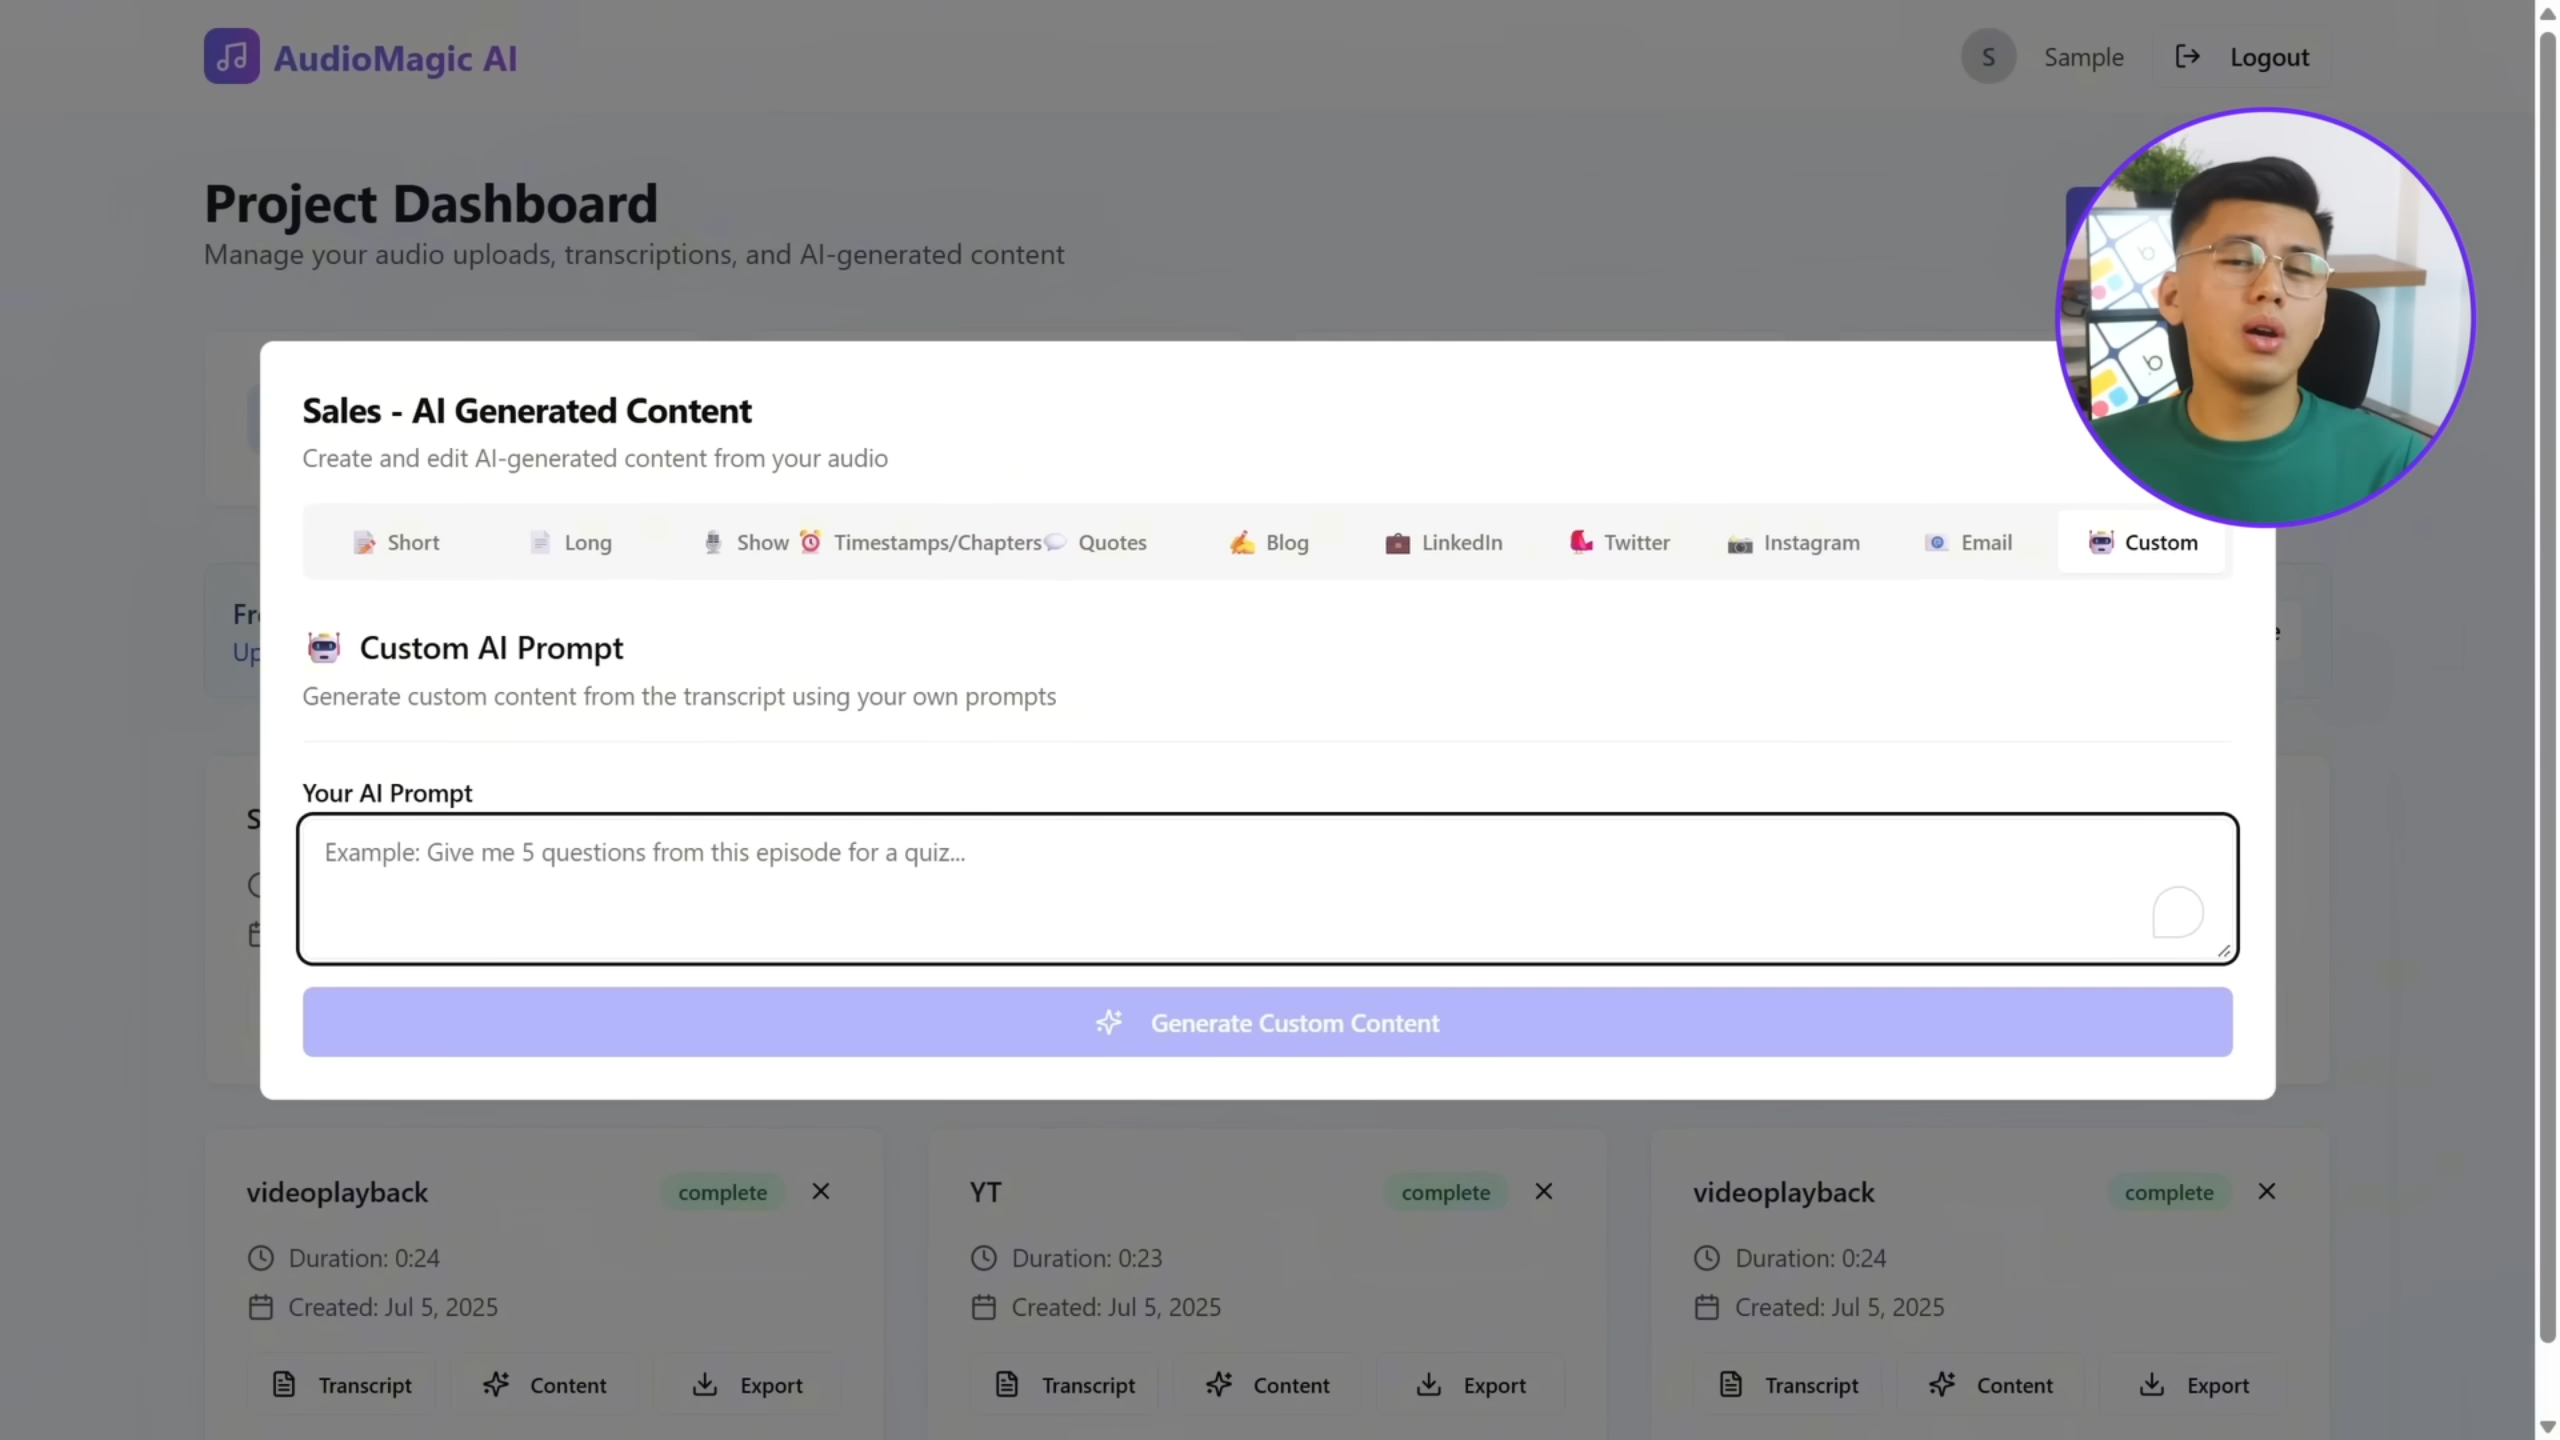 AudioMagic AI
S Sample Logout
Project Dashboard
Manage your audio uploads, transcriptions, and AI-generated content
Sales - AI Generated Content
Create and edit AI-generated content from your audio
Short Long Show Timestamps/Chapters Quotes Blog LinkedIn Twitter Instagram Email Custom
Custom AI Prompt
Generate custom content from the transcript using your own prompts
Your AI Prompt
Example: Give me 5 questions from this episode for a quiz...
Generate Custom Content
videoplayback complete
Duration: 0:24
Created: Jul 5, 2025
Transcript Content Export
YT complete
Duration: 0:23
Created: Jul 5, 2025
Transcript Content Export
videoplayback complete
Duration: 0:24
Created: Jul 5, 2025
Transcript Content Export